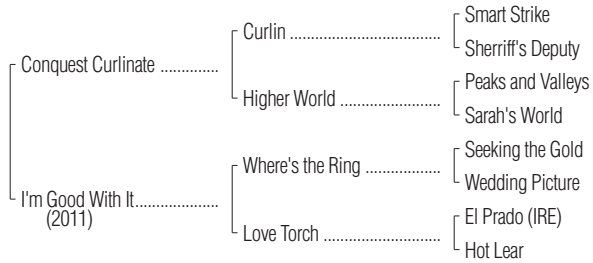 Smart Strike
Curlin ..................................
Sherriff's Deputy
Conquest Curlinate .............
Peaks and Valleys
Higher World .......................
Sarah's World
Seeking the Gold
Where's the Ring .................
Wedding Picture
I'm Good With It...................
(2011)
El Prado (IRE)
Love Torch ...........................
Hot Lear